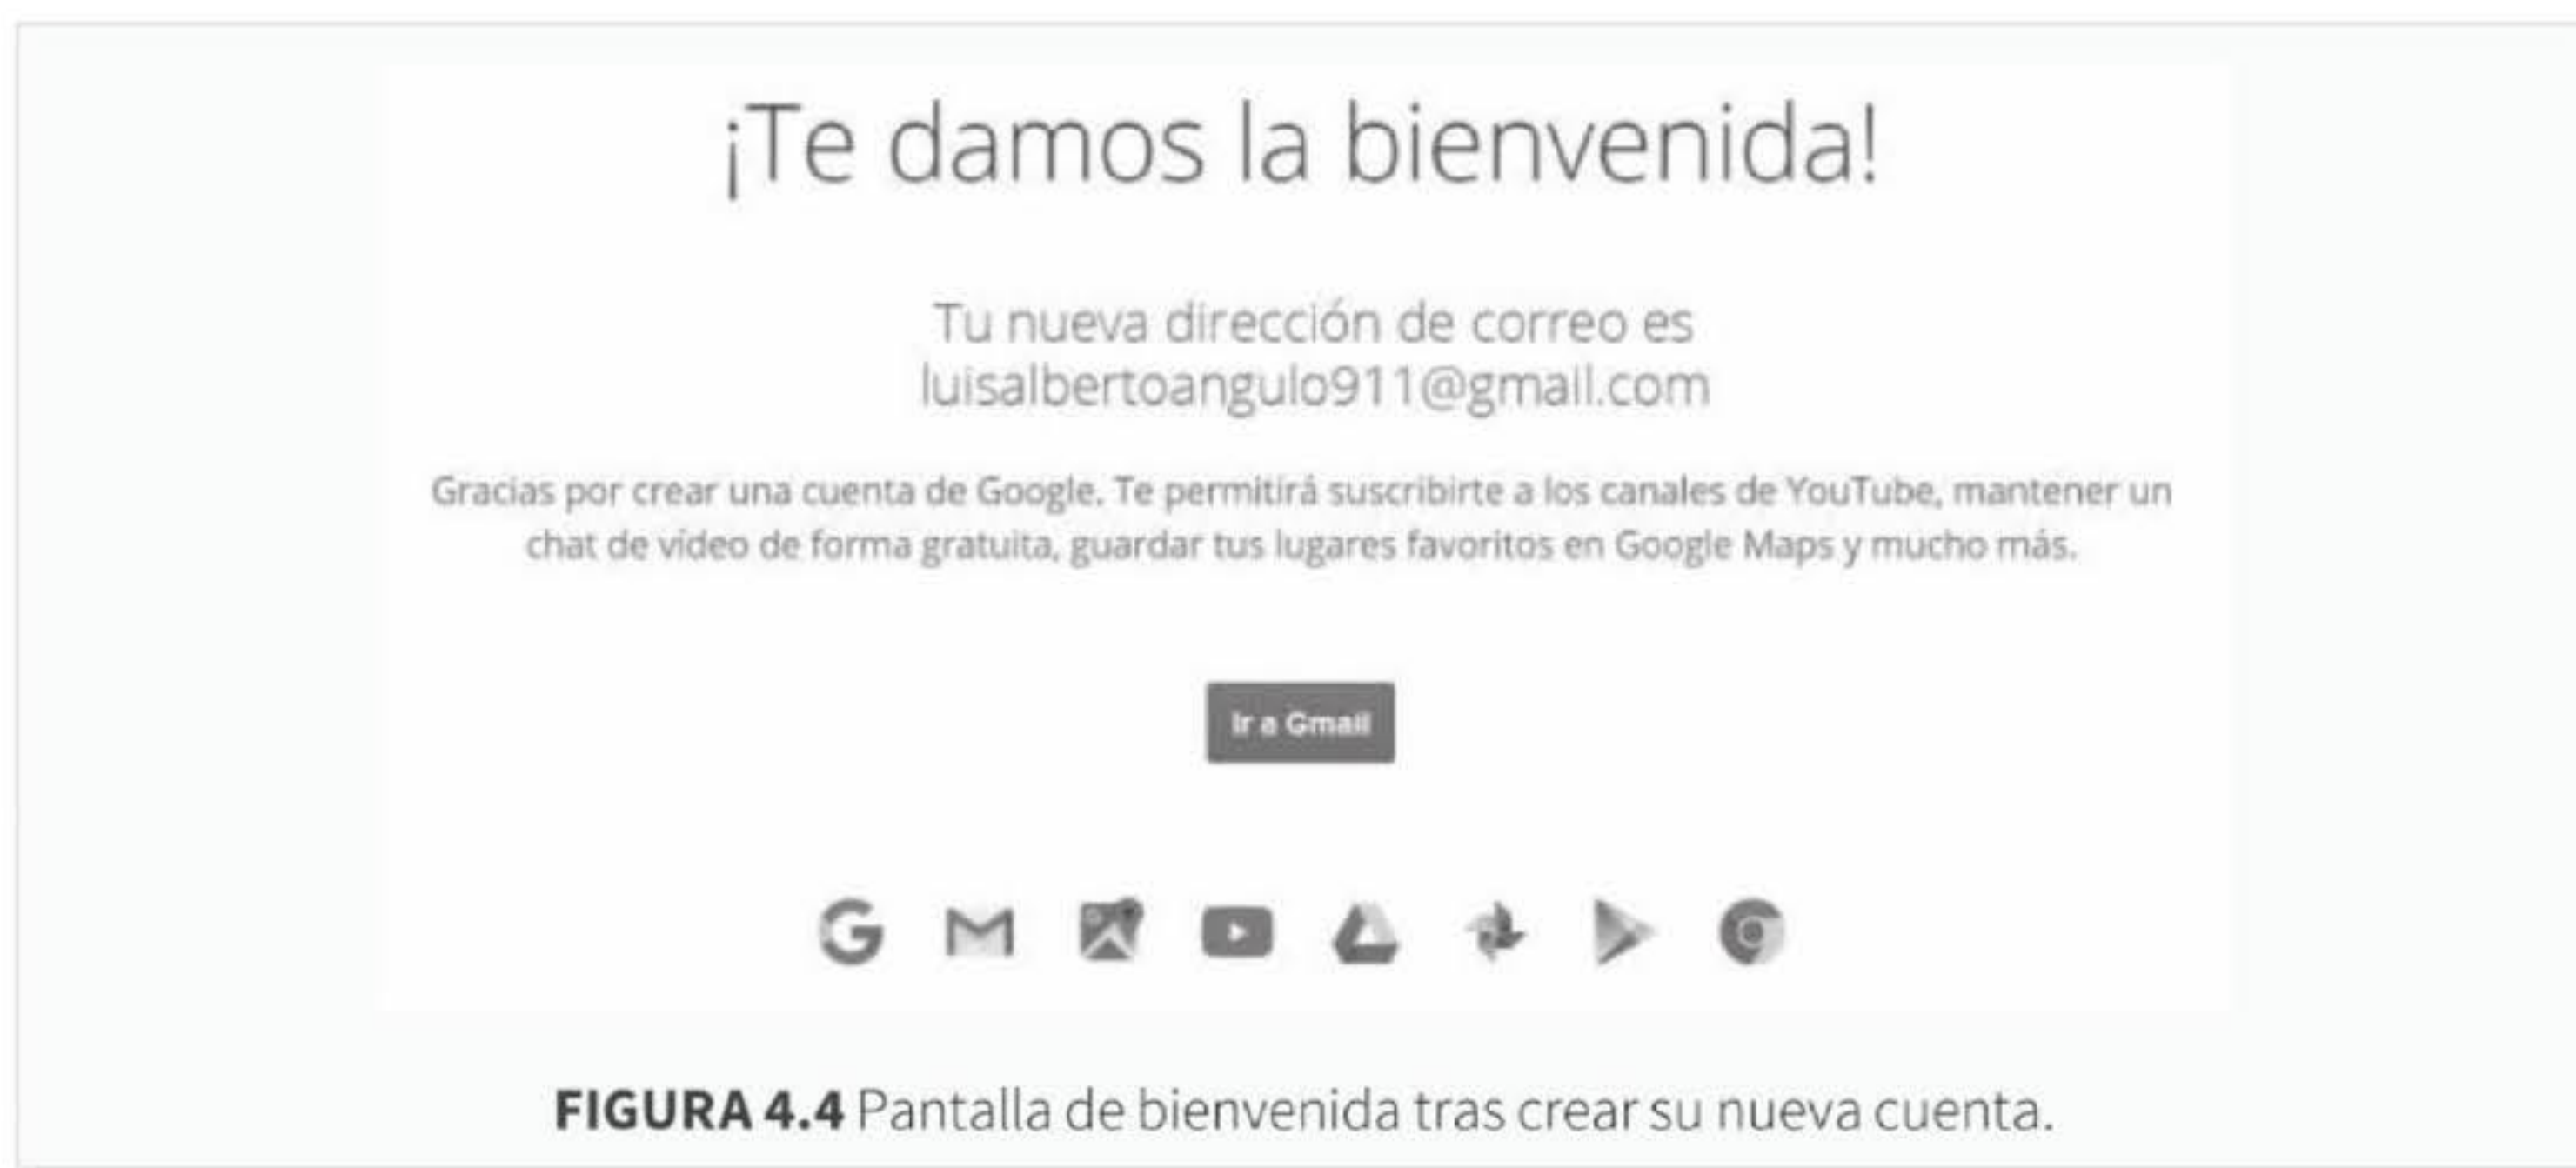 ¡Te damos la bienvenida!
Tu nueva dirección de correo es
luisalbertoangulo911@gmail.com
Gracias por crear una cuenta de Google. Te permitirá suscribirte a los canales de YouTube, mantener un
chat de vídeo de forma gratuita, guardar tus lugares favoritos en Google Maps y mucho más.
Ir a Gmail
FIGURA 4.4 Pantalla de bienvenida tras crear su nueva cuenta.